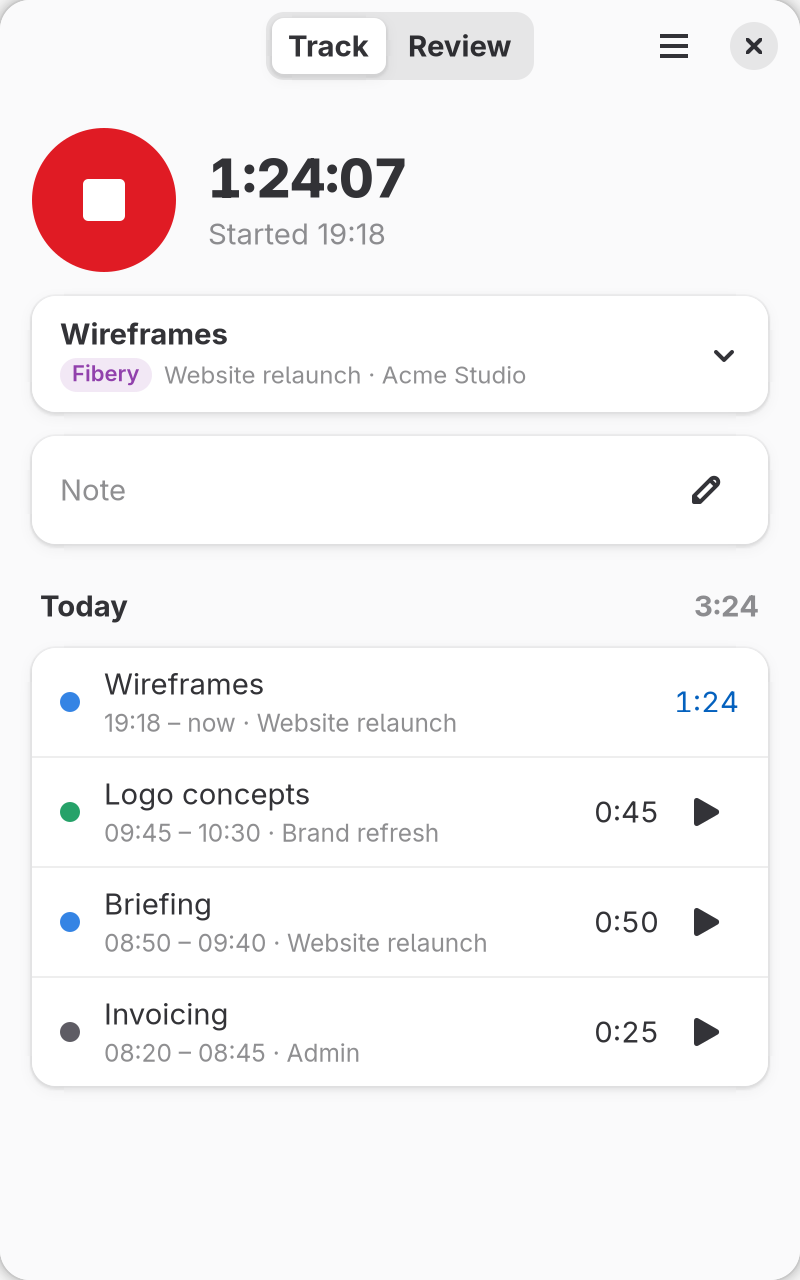 Track Review
1:24:07
Started 19:18
Wireframes
Fibery Website relaunch · Acme Studio
Note
Today 3:24
Wireframes
19:18 – now · Website relaunch
1:24
Logo concepts
09:45 – 10:30 · Brand refresh
0:45
Briefing
08:50 – 09:40 · Website relaunch
0:50
Invoicing
08:20 – 08:45 · Admin
0:25